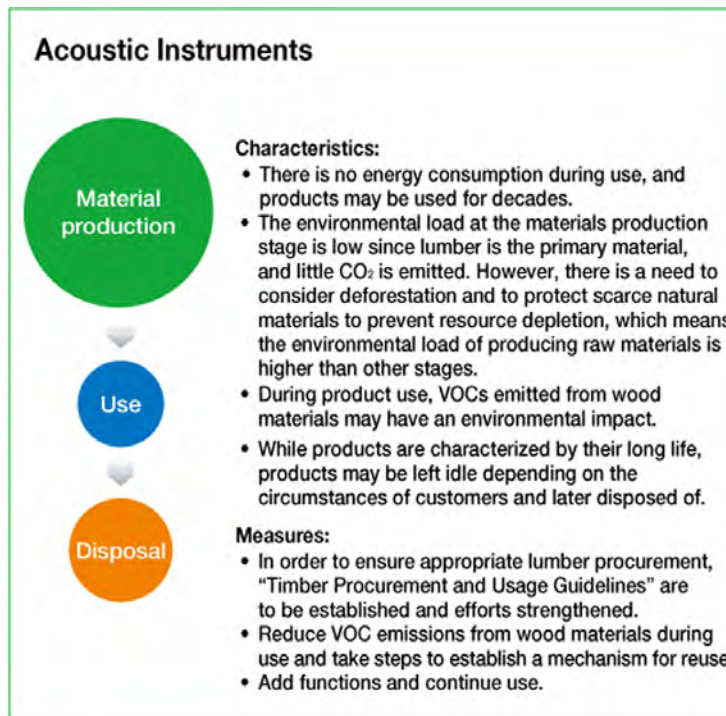 Acoustic Instruments
Material
production
Use
Disposal
Characteristics:
• There is no energy consumption during use, and
products may be used for decades.
• The environmental load at the materials production
stage is low since lumber is the primary material,
and little CO₂ is emitted. However, there is a need to
consider deforestation and to protect scarce natural
materials to prevent resource depletion, which means
the environmental load of producing raw materials is
higher than other stages.
• During product use, VOCs emitted from wood
materials may have an environmental impact.
• While products are characterized by their long life,
products may be left idle depending on the
circumstances of customers and later disposed of.
Measures:
• In order to ensure appropriate lumber procurement,
“Timber Procurement and Usage Guidelines” are
to be established and efforts strengthened.
• Reduce VOC emissions from wood materials during
use and take steps to establish a mechanism for reuse
• Add functions and continue use.